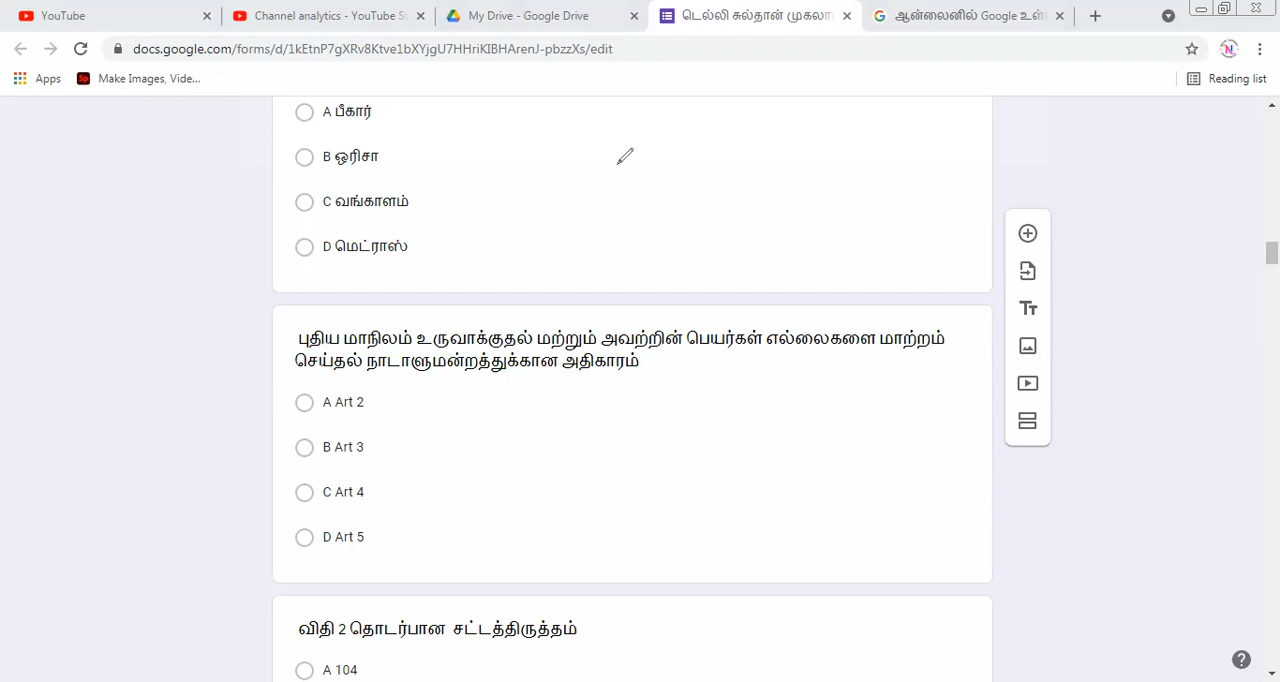 YouTube
Channel analytics - YouTube S
My Drive - Google Drive
டெல்லி சுல்தான் முகலா
ஆன்லைனில் Google உள்
docs.google.com/forms/d/1kEtnP7gXRv8Ktve1bXYjgU7HHriKlBHArenJ-pbzzXs/edit
Apps
Make Images, Vide...
Reading list
A பீகார்
B ஒரிசா
C வங்காளம்
D மெட்ராஸ்
புதிய மாநிலம் உருவாக்குதல் மற்றும் அவற்றின் பெயர்கள் எல்லைகளை மாற்றம்
செய்தல் நாடாளுமன்றத்துக்கான அதிகாரம்
A Art 2
B Art 3
C Art 4
D Art 5
விதி 2 தொடர்பான சட்டத்திருத்தம்
A 104